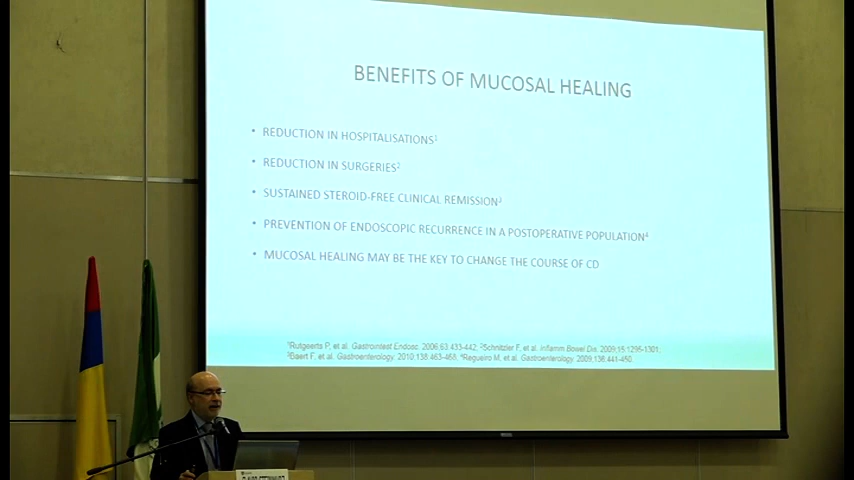 BENEFITS OF MUCOSAL HEALING
• REDUCTION IN HOSPITALISATIONS1
• REDUCTION IN SURGERIES2
• SUSTAINED STEROID-FREE CLINICAL REMISSION3
• PREVENTION OF ENDOSCOPIC RECURRENCE IN A POSTOPERATIVE POPULATION4
• MUCOSAL HEALING MAY BE THE KEY TO CHANGE THE COURSE OF CD
1Rutgeerts P, et al. Gastrointest Endosc. 2006;63:433-442; 2Schnitzler F, et al. Inflamm Bowel Dis. 2009;15:1295-1301;
3Baert F, et al. Gastroenterology. 2010;138:463-468; 4Regueiro M, et al. Gastroenterology. 2009;136:441-450.